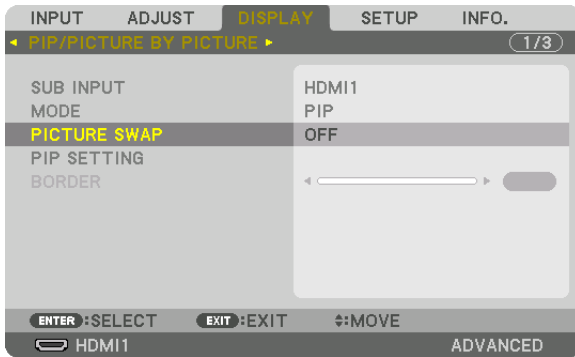 INPUT ADJUST DISPLAY SETUP INFO.
PIP/PICTURE BY PICTURE 1/3
SUB INPUT HDMI1
MODE PIP
PICTURE SWAP OFF
PIP SETTING
BORDER
ENTER :SELECT EXIT :EXIT :MOVE
HDMI1 ADVANCED